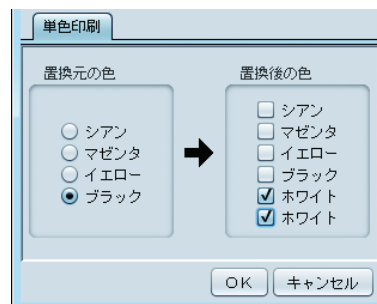 単色印刷
置換元の色
シアン
マゼンタ
イエロー
ブラック
置換後の色
シアン
マゼンタ
イエロー
ブラック
ホワイト
ホワイト
OK キャンセル